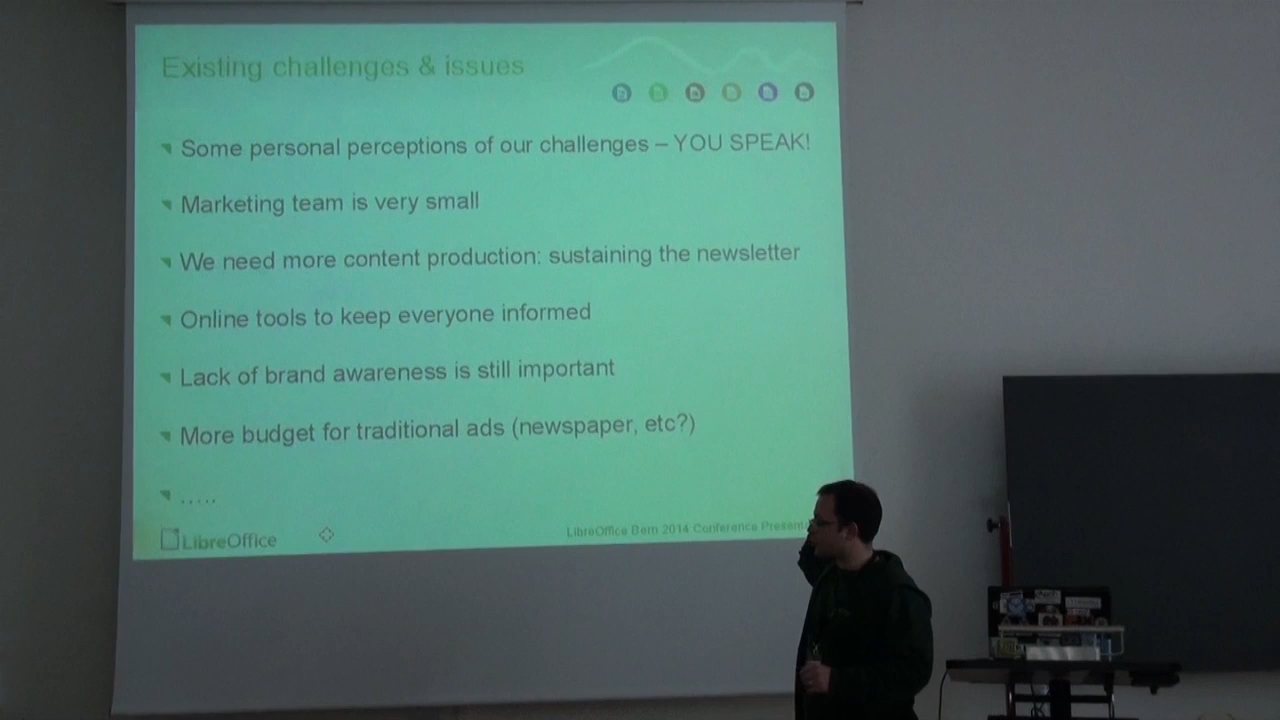 Existing challenges & issues
Some personal perceptions of our challenges – YOU SPEAK!
Marketing team is very small
We need more content production: sustaining the newsletter
Online tools to keep everyone informed
Lack of brand awareness is still important
More budget for traditional ads (newspaper, etc?)
.....
LibreOffice
LibreOffice Bern 2014 Conference